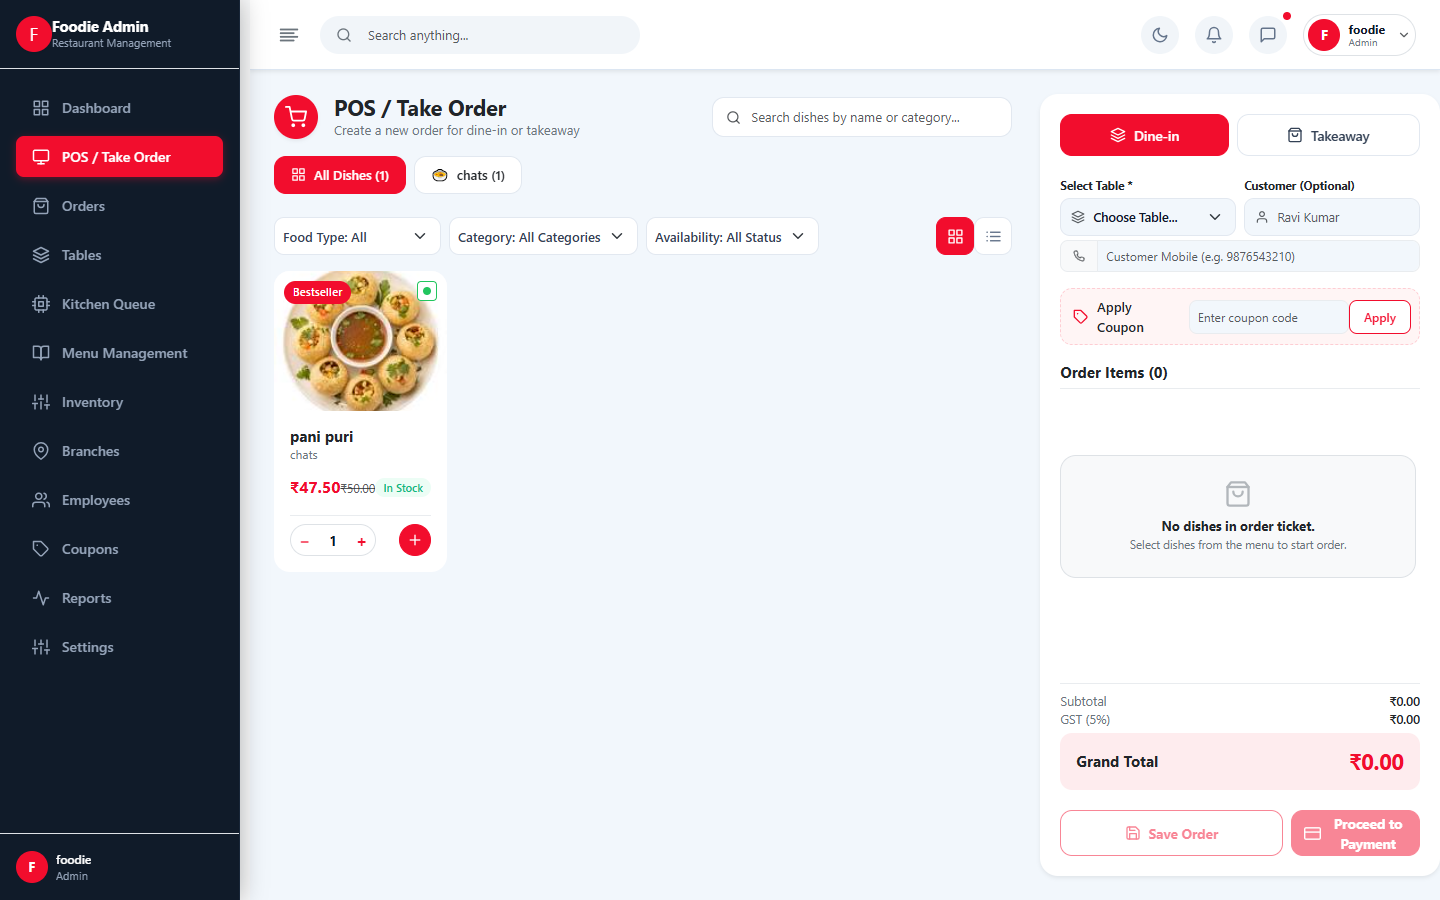 Foodie Admin
Restaurant Management
F
Dashboard
POS / Take Order
Orders
Tables
Kitchen Queue
Menu Management
Inventory
Branches
Employees
Coupons
Reports
Settings
F
foodie
Admin
Search anything...
F
foodie
Admin
POS / Take Order
Create a new order for dine-in or takeaway
Search dishes by name or category...
All Dishes (1)
chats (1)
Food Type: All
Category: All Categories
Availability: All Status
Bestseller
pani puri
chats
₹47.50 ₹50.00 In Stock
− 1 + +
Dine-in
Takeaway
Select Table *
Customer (Optional)
Choose Table...
Ravi Kumar
Customer Mobile (e.g. 9876543210)
Apply
Coupon
Enter coupon code
Apply
Order Items (0)
No dishes in order ticket.
Select dishes from the menu to start order.
Subtotal ₹0.00
GST (5%) ₹0.00
Grand Total ₹0.00
Save Order
Proceed to
Payment